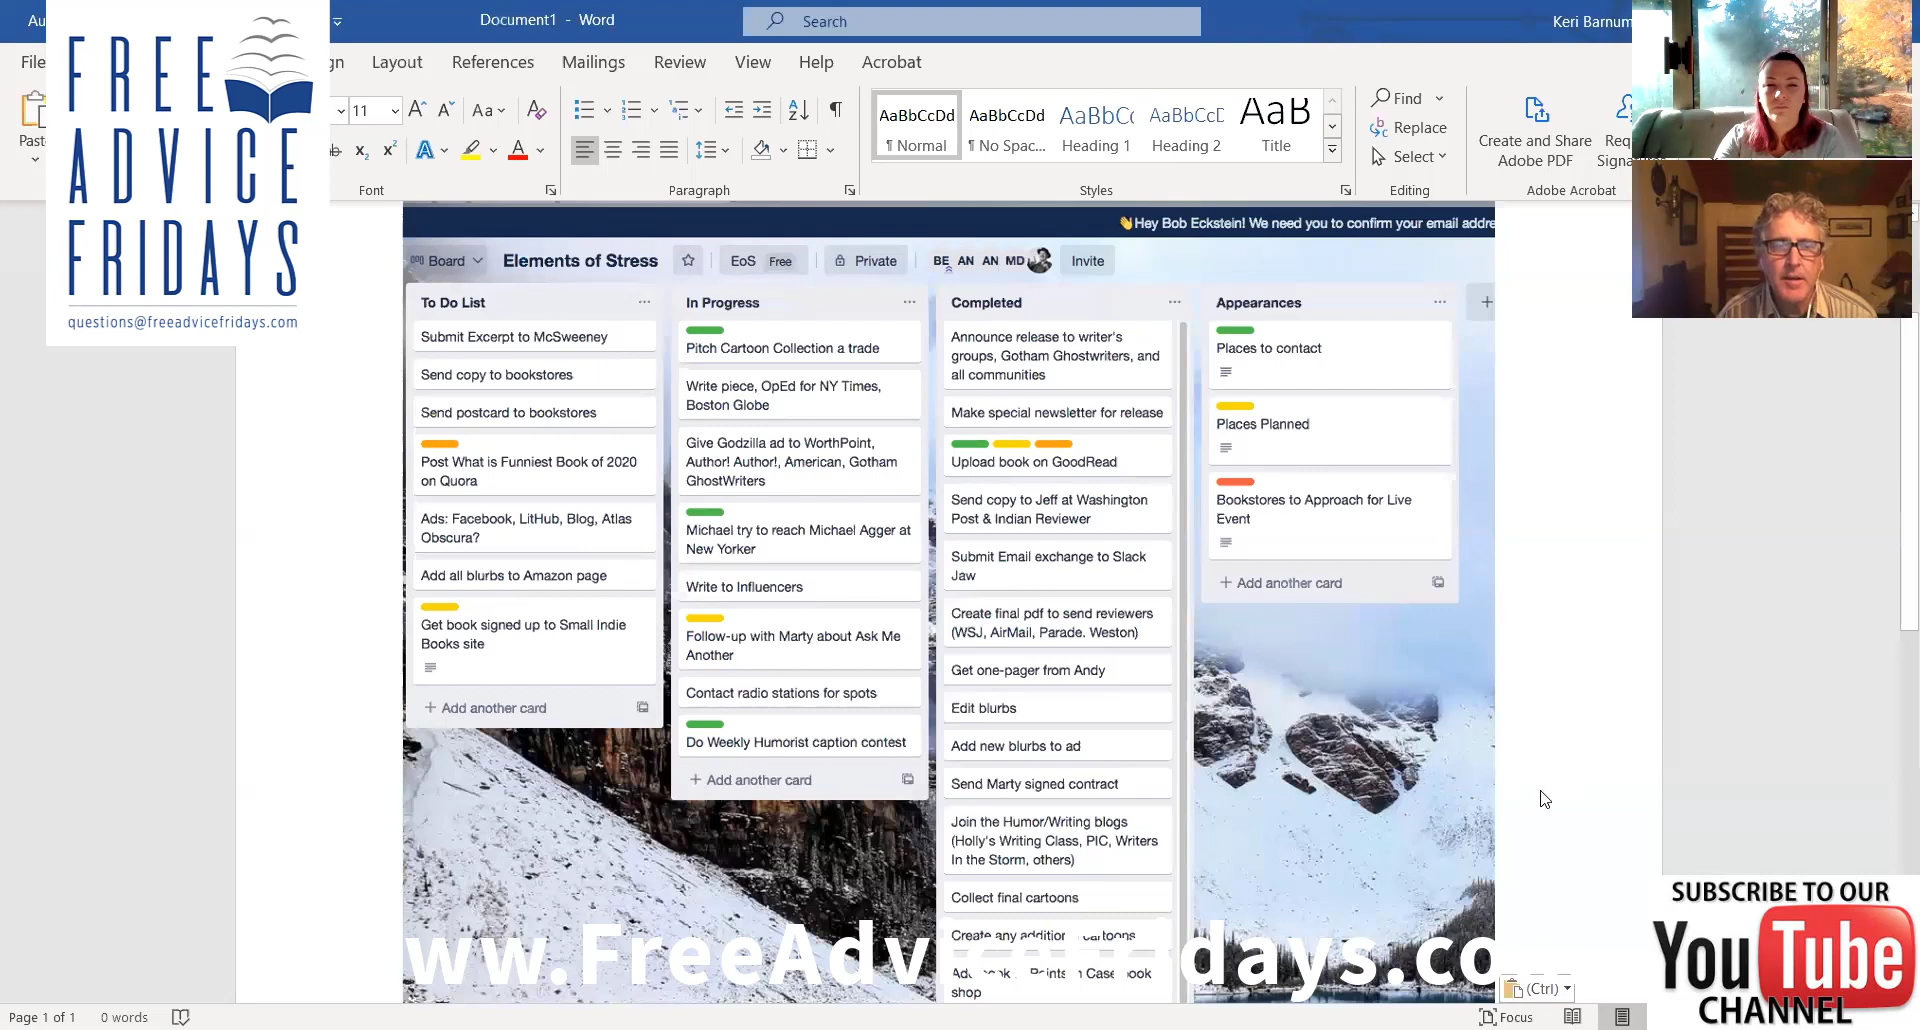 Au
Document1 - Word
Search
Keri Barnum
FREE
ADVICE
FRIDAYS
questions@freeadvicefridays.com
File
gn
Layout
References
Mailings
Review
View
Help
Acrobat
Paste
11
Aa
Font
Paragraph
AaBbCcDd
¶ Normal
AaBbCcDd
¶ No Spac...
AaBbCc
Heading 1
AaBbCcD
Heading 2
AaB
Title
Styles
Find
Replace
Select
Editing
Create and Share
Adobe PDF
Adobe Acrobat
Hey Bob Eckstein! We need you to confirm your email addre
Board
Elements of Stress
EoS Free
Private
BE AN AN MD
Invite
To Do List
Submit Excerpt to McSweeney
Send copy to bookstores
Send postcard to bookstores
Post What is Funniest Book of 2020
on Quora
Ads: Facebook, LitHub, Blog, Atlas
Obscura?
Add all blurbs to Amazon page
Get book signed up to Small Indie
Books site
+ Add another card
In Progress
Pitch Cartoon Collection a trade
Write piece, OpEd for NY Times,
Boston Globe
Give Godzilla ad to WorthPoint,
Author! Author!, American, Gotham
GhostWriters
Michael try to reach Michael Agger at
New Yorker
Write to Influencers
Follow-up with Marty about Ask Me
Another
Contact radio stations for spots
Do Weekly Humorist caption contest
+ Add another card
Completed
Announce release to writer's
groups, Gotham Ghostwriters, and
all communities
Make special newsletter for release
Upload book on GoodRead
Send copy to Jeff at Washington
Post & Indian Reviewer
Submit Email exchange to Slack
Jaw
Create final pdf to send reviewers
(WSJ, AirMail, Parade. Weston)
Get one-pager from Andy
Edit blurbs
Add new blurbs to ad
Send Marty signed contract
Join the Humor/Writing blogs
(Holly's Writing Class, PIC, Writers
In the Storm, others)
Collect final cartoons
Create any addition cartoons
shop
Appearances
Places to contact
Places Planned
Bookstores to Approach for Live
Event
+ Add another card
ww.FreeAdviceFridays.co
(Ctrl)
SUBSCRIBE TO OUR
YouTube
CHANNEL
Page 1 of 1
0 words
Focus